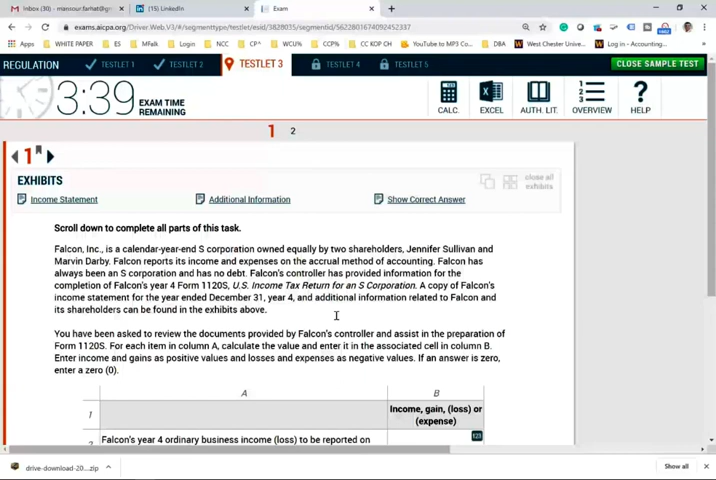 Inbox (30) - mansour.farhat@gm
LinkedIn
Exam
exams.aicpa.org/Driver.Web.V3/#/segmenttype/testlet/esid/3828035/segmentid/5622801674092452337
Apps
WHITE PAPER
ES
MFalk
Login
NCC
CP^
WCU%
CCP%
CC KOP CH
YouTube to MP3 Co...
DBA
West Chester Unive...
Log in - Accounting...
REGULATION
TESTLET 1
TESTLET 2
TESTLET 3
TESTLET 4
TESTLET 5
CLOSE SAMPLE TEST
3:39
EXAM TIME
REMAINING
CALC.
EXCEL
AUTH. LIT.
OVERVIEW
HELP
1 2
1
EXHIBITS
close all
exhibits
Income Statement
Additional Information
Show Correct Answer
Scroll down to complete all parts of this task.
Falcon, Inc., is a calendar-year-end S corporation owned equally by two shareholders, Jennifer Sullivan and
Marvin Darby. Falcon reports its income and expenses on the accrual method of accounting. Falcon has
always been an S corporation and has no debt. Falcon's controller has provided information for the
completion of Falcon's year 4 Form 1120S, U.S. Income Tax Return for an S Corporation. A copy of Falcon's
income statement for the year ended December 31, year 4, and additional information related to Falcon and
its shareholders can be found in the exhibits above.
You have been asked to review the documents provided by Falcon's controller and assist in the preparation of
Form 1120S. For each item in column A, calculate the value and enter it in the associated cell in column B.
Enter income and gains as positive values and losses and expenses as negative values. If an answer is zero,
enter a zero (0).
A
B
1
Income, gain, (loss) or
(expense)
2
Falcon's year 4 ordinary business income (loss) to be reported on
123
drive-download-20....zip
Show all